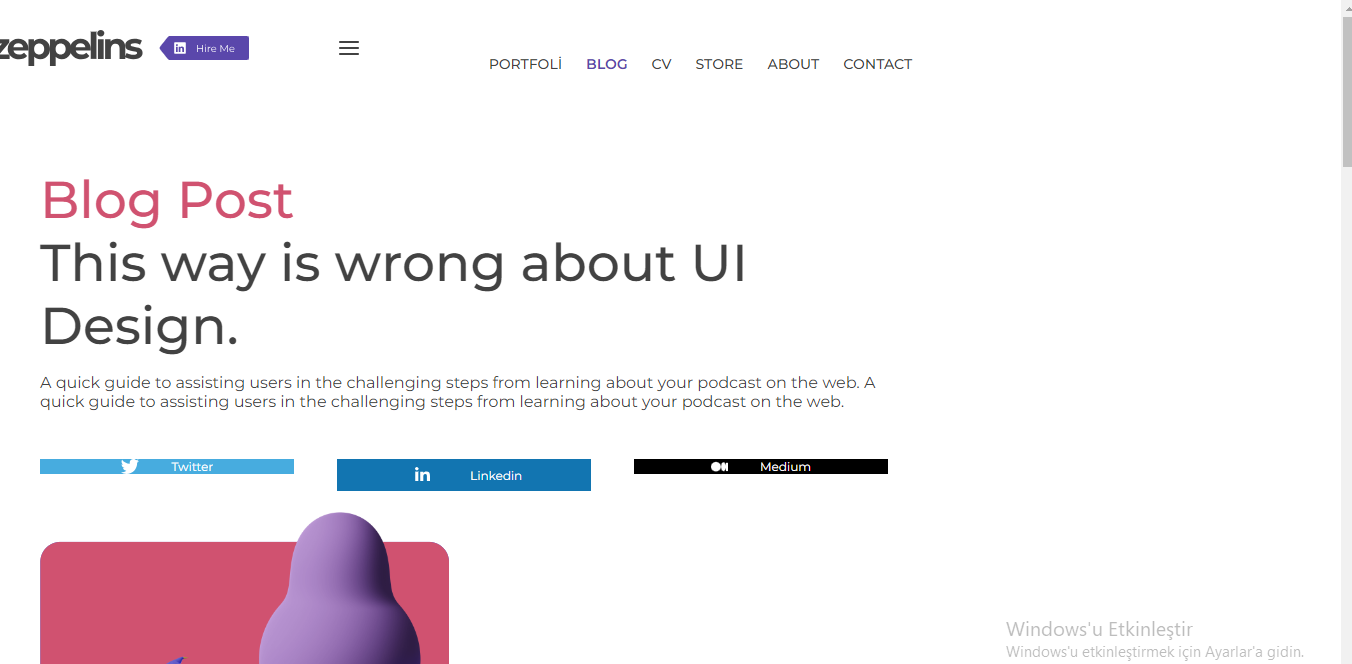 zeppelins
Hire Me
PORTFOLİ BLOG CV STORE ABOUT CONTACT
Blog Post
This way is wrong about UI
Design.
A quick guide to assisting users in the challenging steps from learning about your podcast on the web. A
quick guide to assisting users in the challenging steps from learning about your podcast on the web.
Twitter
Linkedin
Medium
Windows'u Etkinleştir
Windows'u etkinleştirmek için Ayarlar'a gidin.